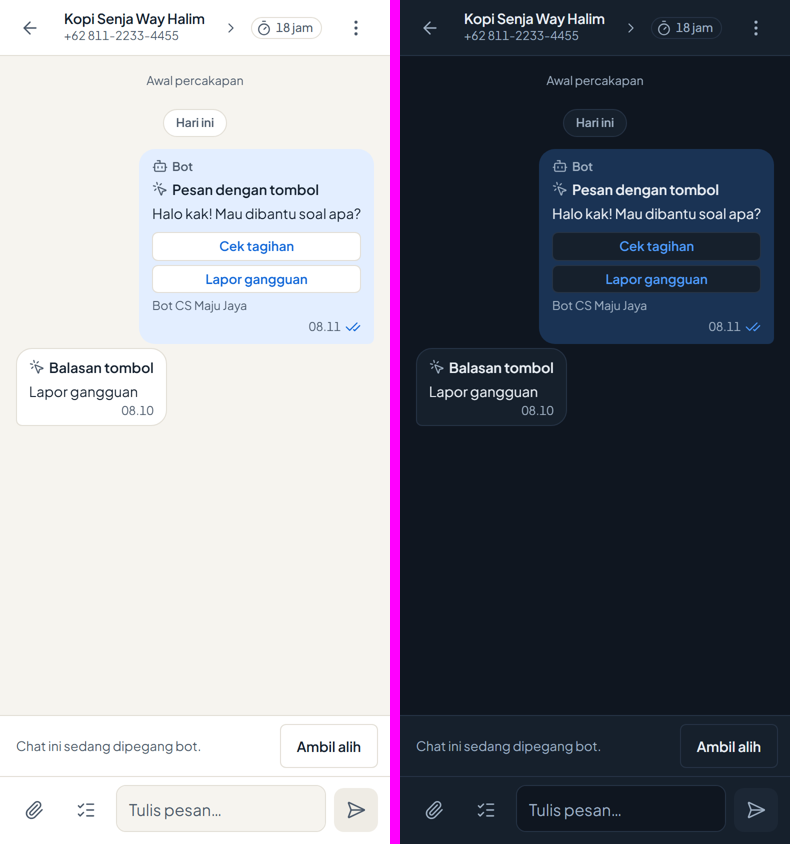 Kopi Senja Way Halim
+62 811-2233-4455
18 jam
Awal percakapan
Hari ini
Bot
Pesan dengan tombol
Halo kak! Mau dibantu soal apa?
Cek tagihan
Lapor gangguan
Bot CS Maju Jaya
08.11
Balasan tombol
Lapor gangguan
08.10
Chat ini sedang dipegang bot.
Ambil alih
Tulis pesan...
Kopi Senja Way Halim
+62 811-2233-4455
18 jam
Awal percakapan
Hari ini
Bot
Pesan dengan tombol
Halo kak! Mau dibantu soal apa?
Cek tagihan
Lapor gangguan
Bot CS Maju Jaya
08.11
Balasan tombol
Lapor gangguan
08.10
Chat ini sedang dipegang bot.
Ambil alih
Tulis pesan...